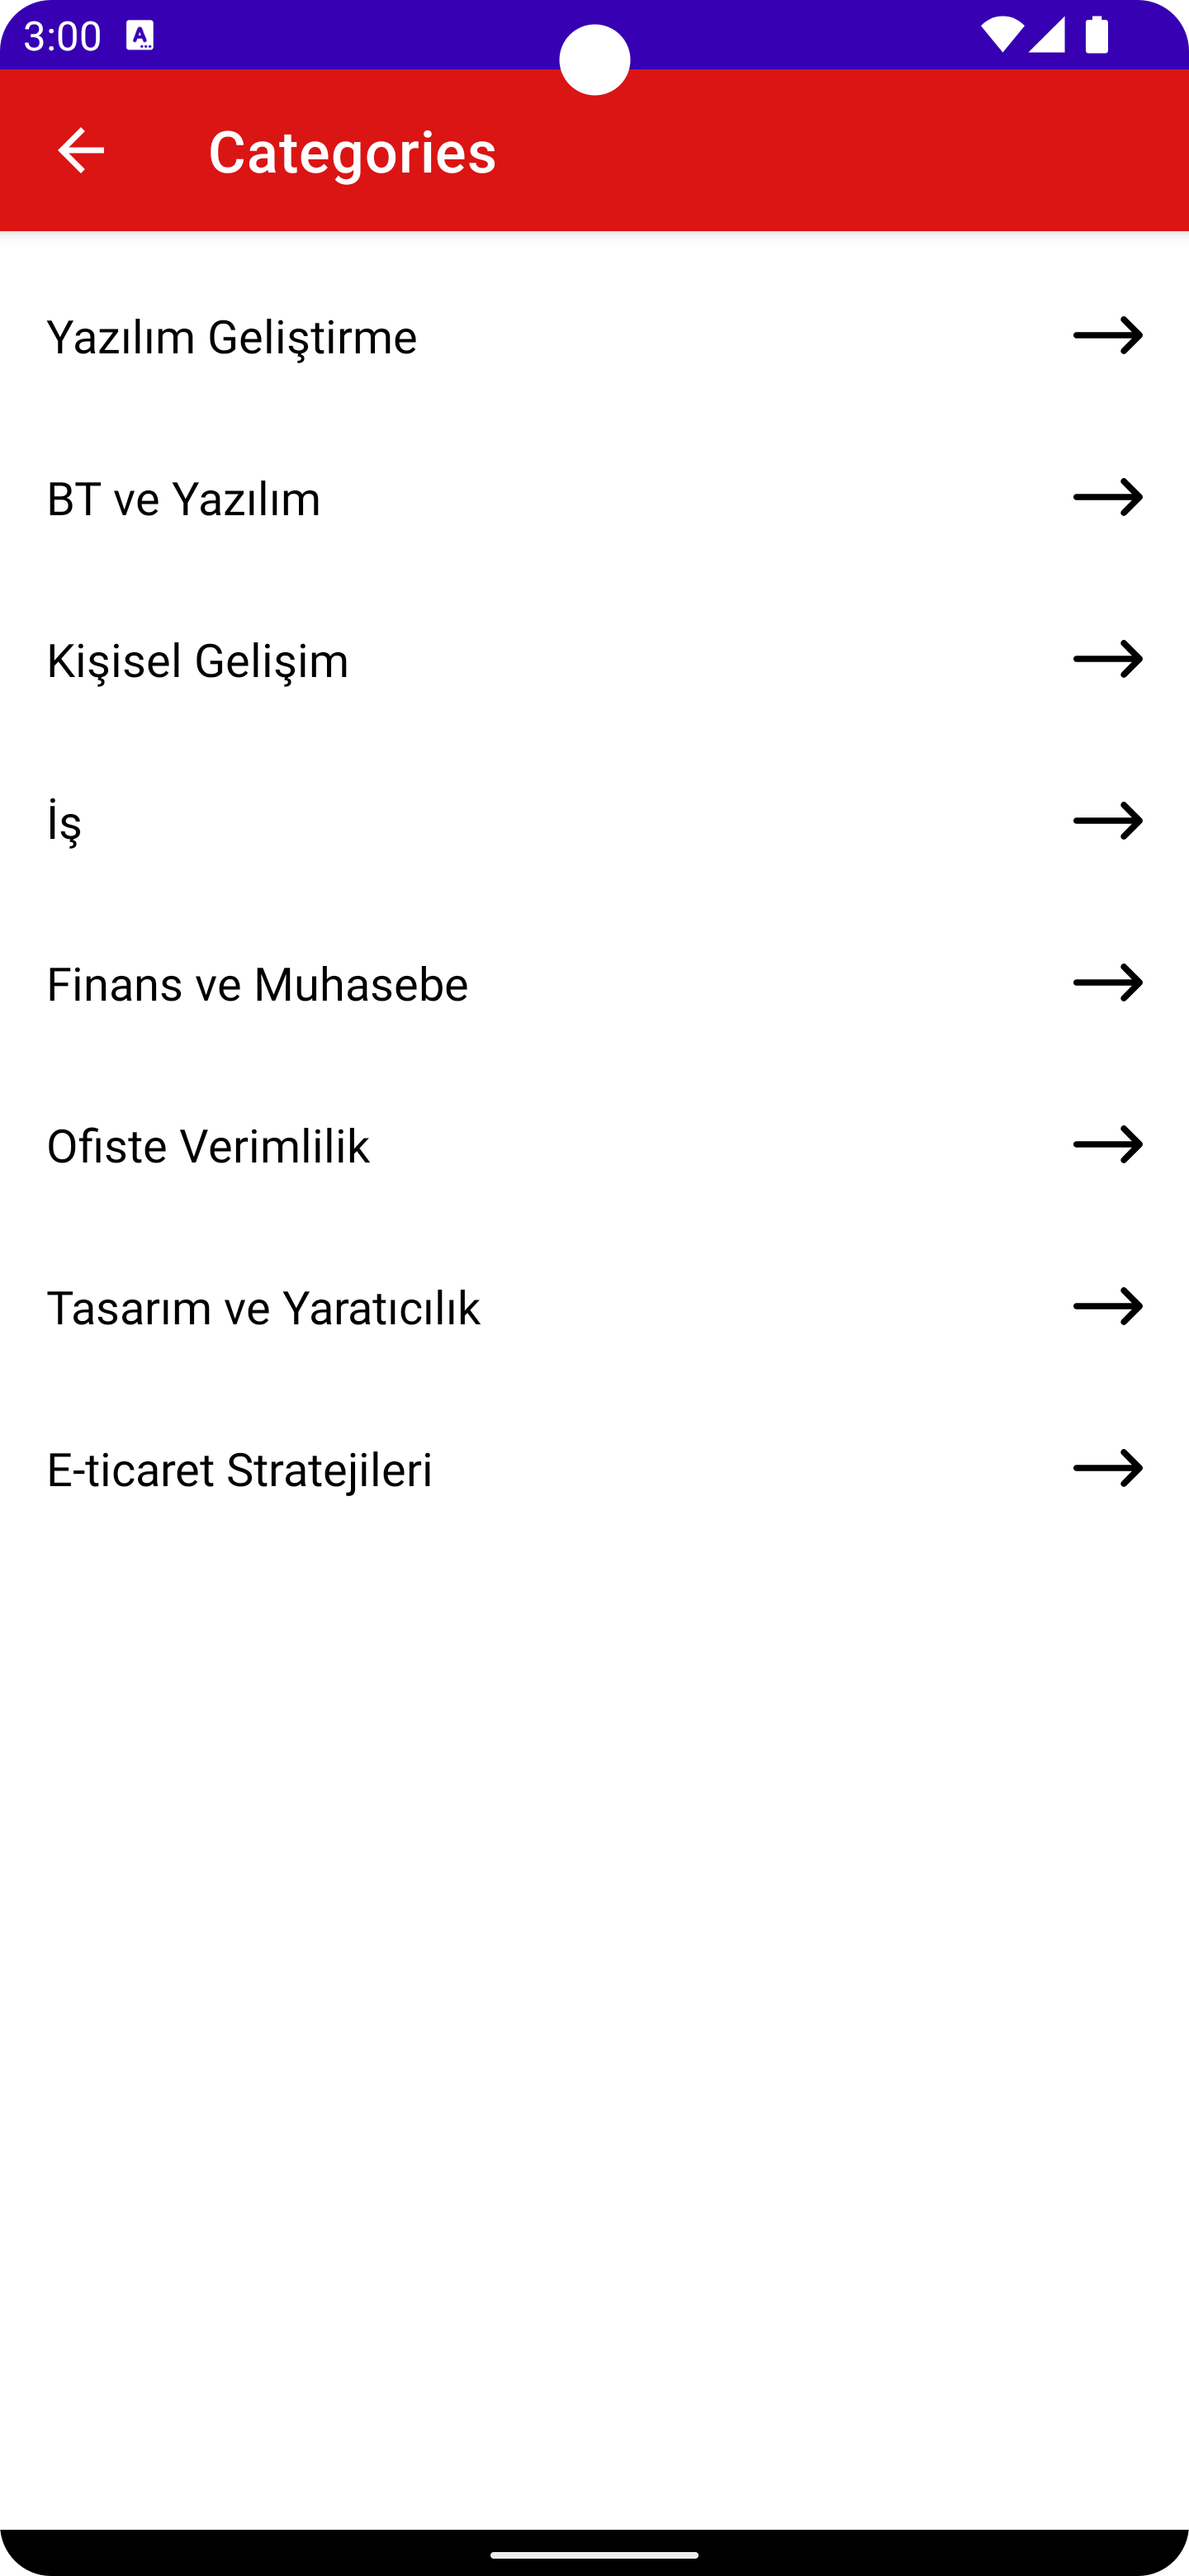 3:00
Categories
Yazılım Geliştirme
BT ve Yazılım
Kişisel Gelişim
İş
Finans ve Muhasebe
Ofiste Verimlilik
Tasarım ve Yaratıcılık
E-ticaret Stratejileri